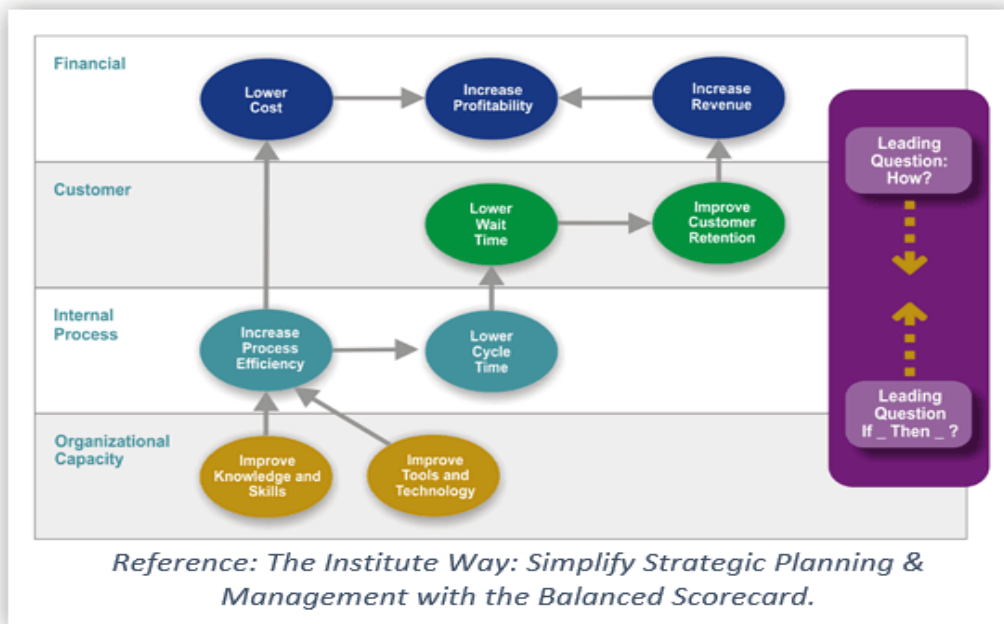 Financial
Lower
Cost
Increase
Profitability
Increase
Revenue
Customer
Lower
Wait
Time
Improve
Customer
Retention
Internal
Process
Increase
Process
Efficiency
Lower
Cycle
Time
Organizational
Capacity
Improve
Knowledge and
Skills
Improve
Tools and
Technology
Leading
Question:
How?
Leading
Question
If _ Then _ ?
Reference: The Institute Way: Simplify Strategic Planning &
Management with the Balanced Scorecard.